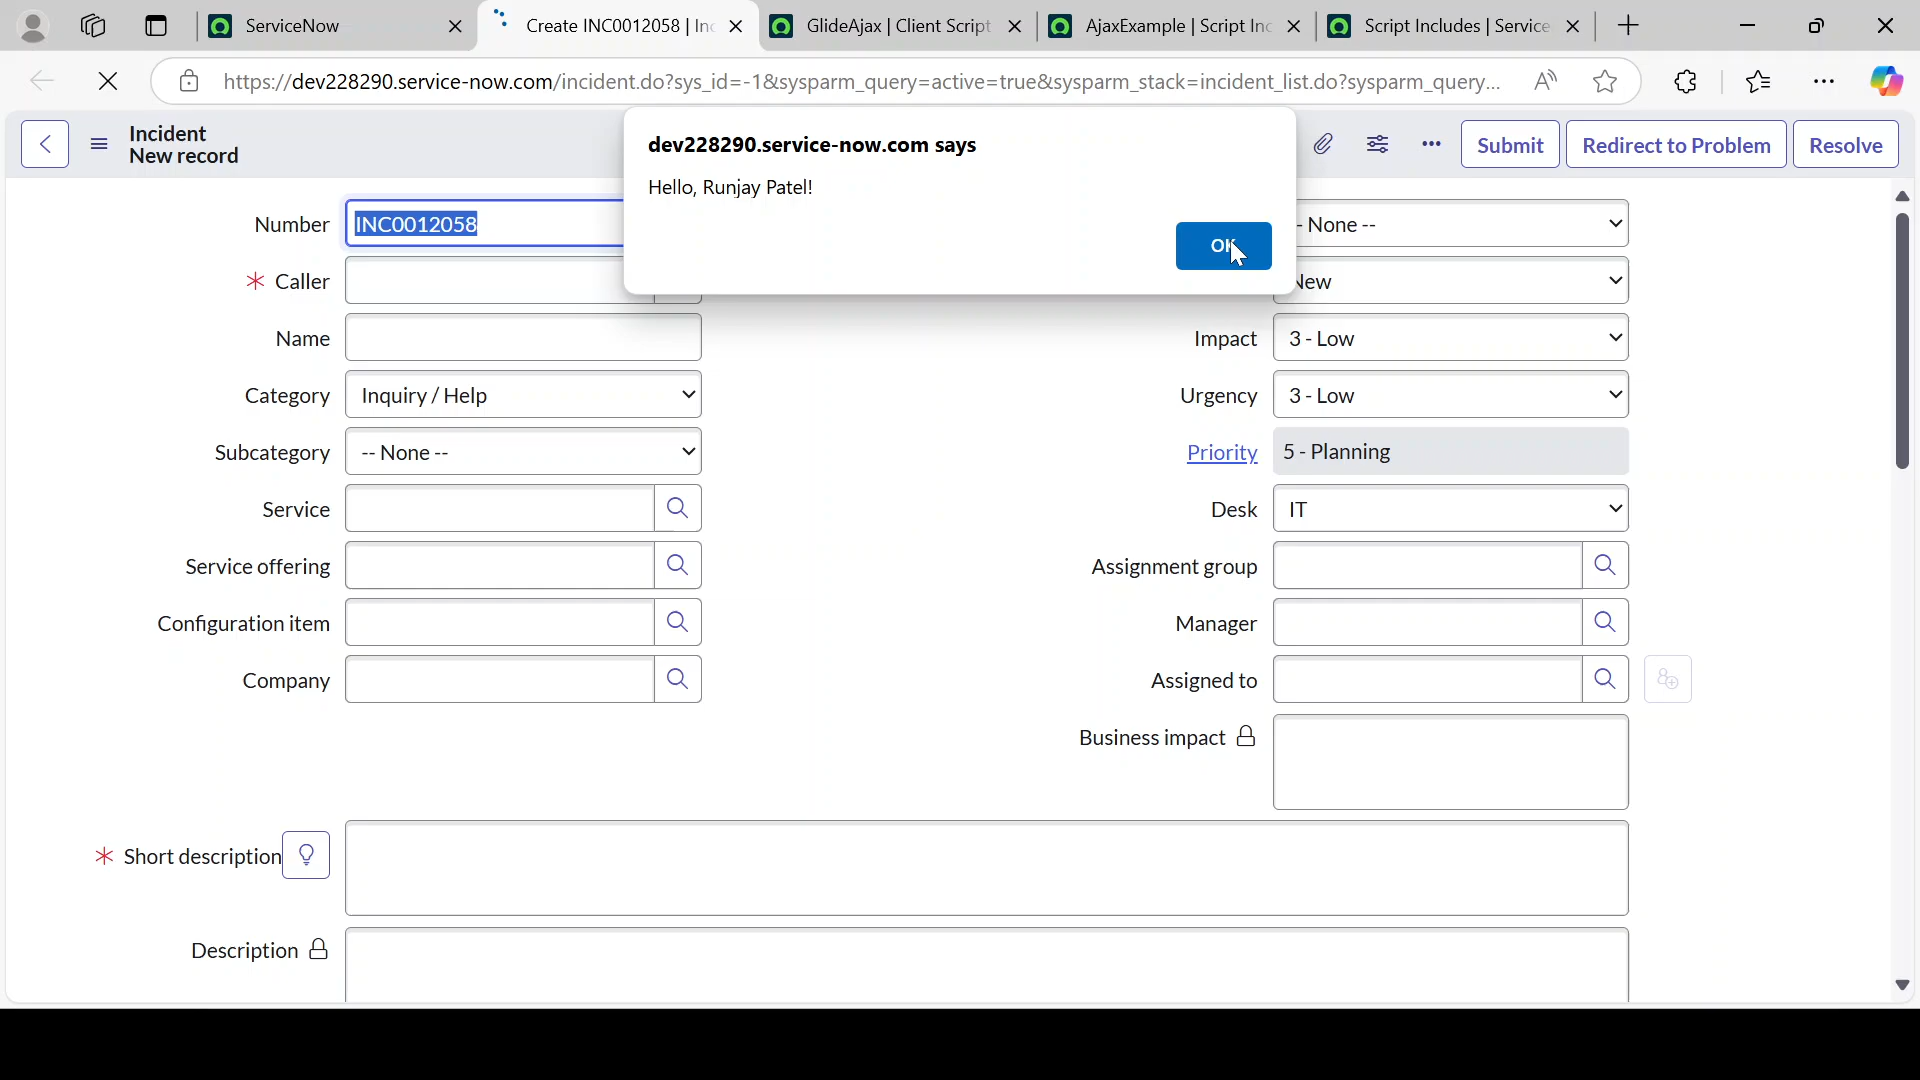 ServiceNow
Create INC0012058 | Inc
GlideAjax | Client Script
AjaxExample | Script Inc
Script Includes | Service
https://dev228290.service-now.com/incident.do?sys_id=-1&sysparm_query=active=true&sysparm_stack=incident_list.do?sysparm_query...
Incident
New record
Submit
Redirect to Problem
Resolve
dev228290.service-now.com says
Hello, Runjay Patel!
OK
Number
INC0012058
- None --
* Caller
New
Name
Impact
3 - Low
Category
Inquiry / Help
Urgency
3 - Low
Subcategory
-- None --
Priority
5 - Planning
Service
Desk
IT
Service offering
Assignment group
Configuration item
Manager
Company
Assigned to
Business impact
* Short description
Description